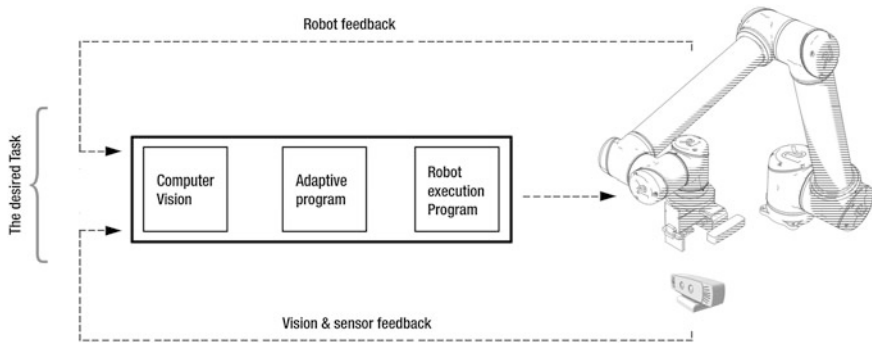 Robot feedback
The desired Task
Computer
Vision
Adaptive
program
Robot
execution
Program
Vision & sensor feedback